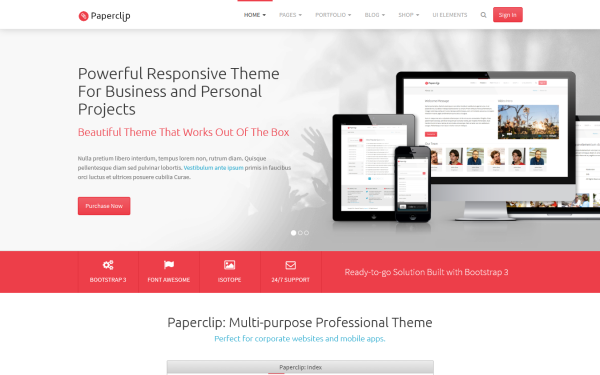 Paperclip
HOME PAGES PORTFOLIO BLOG SHOP UI ELEMENTS Sign In
Powerful Responsive Theme
For Business and Personal
Projects
Beautiful Theme That Works Out Of The Box
Nulla pretium libero interdum, tempus lorem non, rutrum diam. Quisque
pellentesque diam sed pulvinar lobortis. Vestibulum ante ipsum primis in faucibus
orci luctus et ultrices posuere cubilia Curae.
Purchase Now
BOOTSTRAP 3 FONT AWESOME ISOTOPE 24/7 SUPPORT
Ready-to-go Solution Built with Bootstrap 3
Paperclip: Multi-purpose Professional Theme
Perfect for corporate websites and mobile apps.
Paperclip: index